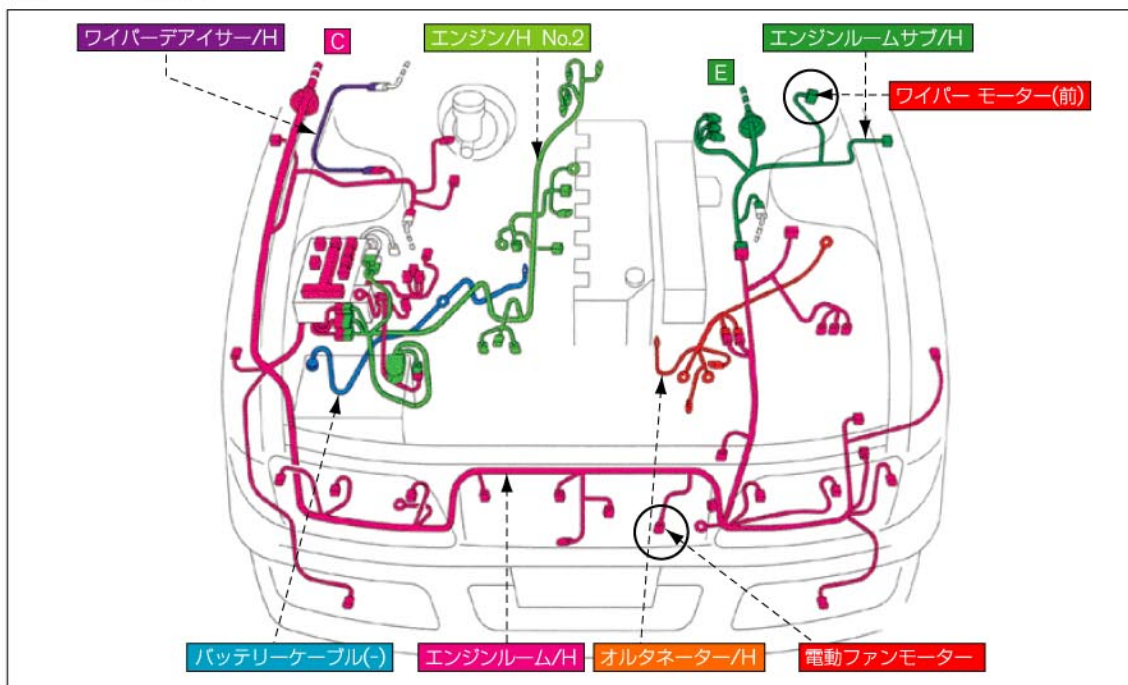 ワイパーデアイサー/H
C
エンジン/H No.2
エンジンルームサブ/H
E
ワイパー モーター(前)
バッテリーケーブル(-)
エンジンルーム/H
オルタネーター/H
電動ファンモーター